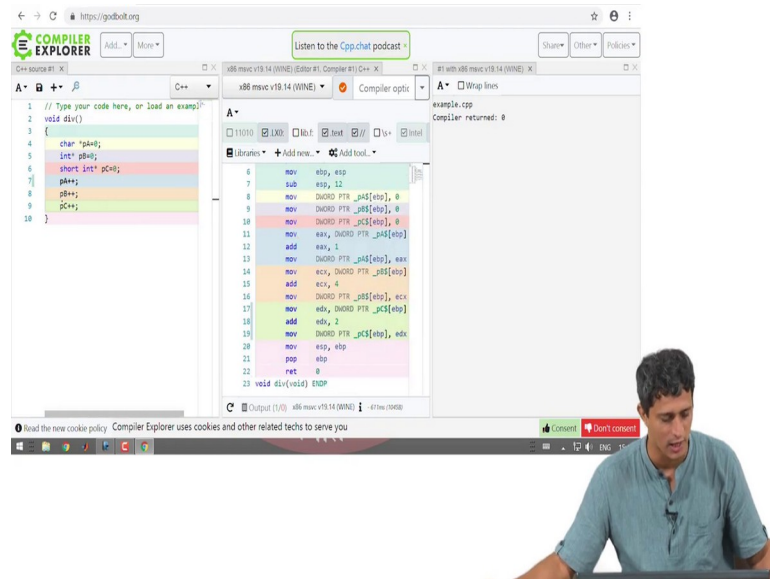 https://godbolt.org
COMPILER EXPLORER
Add...
More
Listen to the Cpp.chat podcast
Share
Other
Policies
C++ source #1 X
A
C++
1 // Type your code here, or load an exampl
2 void div()
3 {
4 char *pA=0;
5 int* pB=0;
6 short int* pC=0;
7 pA++;
8 pB++;
9 pC++;
10 }
x86 msvc v19.14 (WINE) (Editor #1, Compiler #1) C++ X
x86 msvc v19.14 (WINE)
Compiler optic
A
11010 .LX0: lib.f: .text // \s+ Intel
Libraries + Add new... Add tool...
6 mov ebp, esp
7 sub esp, 12
8 mov DWORD PTR _pA$[ebp], 0
9 mov DWORD PTR _pB$[ebp], 0
10 mov DWORD PTR _pC$[ebp], 0
11 mov eax, DWORD PTR _pA$[ebp]
12 add eax, 1
13 mov DWORD PTR _pA$[ebp], eax
14 mov ecx, DWORD PTR _pB$[ebp]
15 add ecx, 4
16 mov DWORD PTR _pB$[ebp], ecx
17 mov edx, DWORD PTR _pC$[ebp]
18 add edx, 2
19 mov DWORD PTR _pC$[ebp], edx
20 mov esp, ebp
21 pop ebp
22 ret 0
23 void div(void) ENDP
Output (1/0) x86 msvc v19.14 (WINE) i - 611ms (1045B)
#1 with x86 msvc v19.14 (WINE) X
A Wrap lines
example.cpp
Compiler returned: 0
Read the new cookie policy Compiler Explorer uses cookies and other related techs to serve you
Consent
Don't consent
ENG